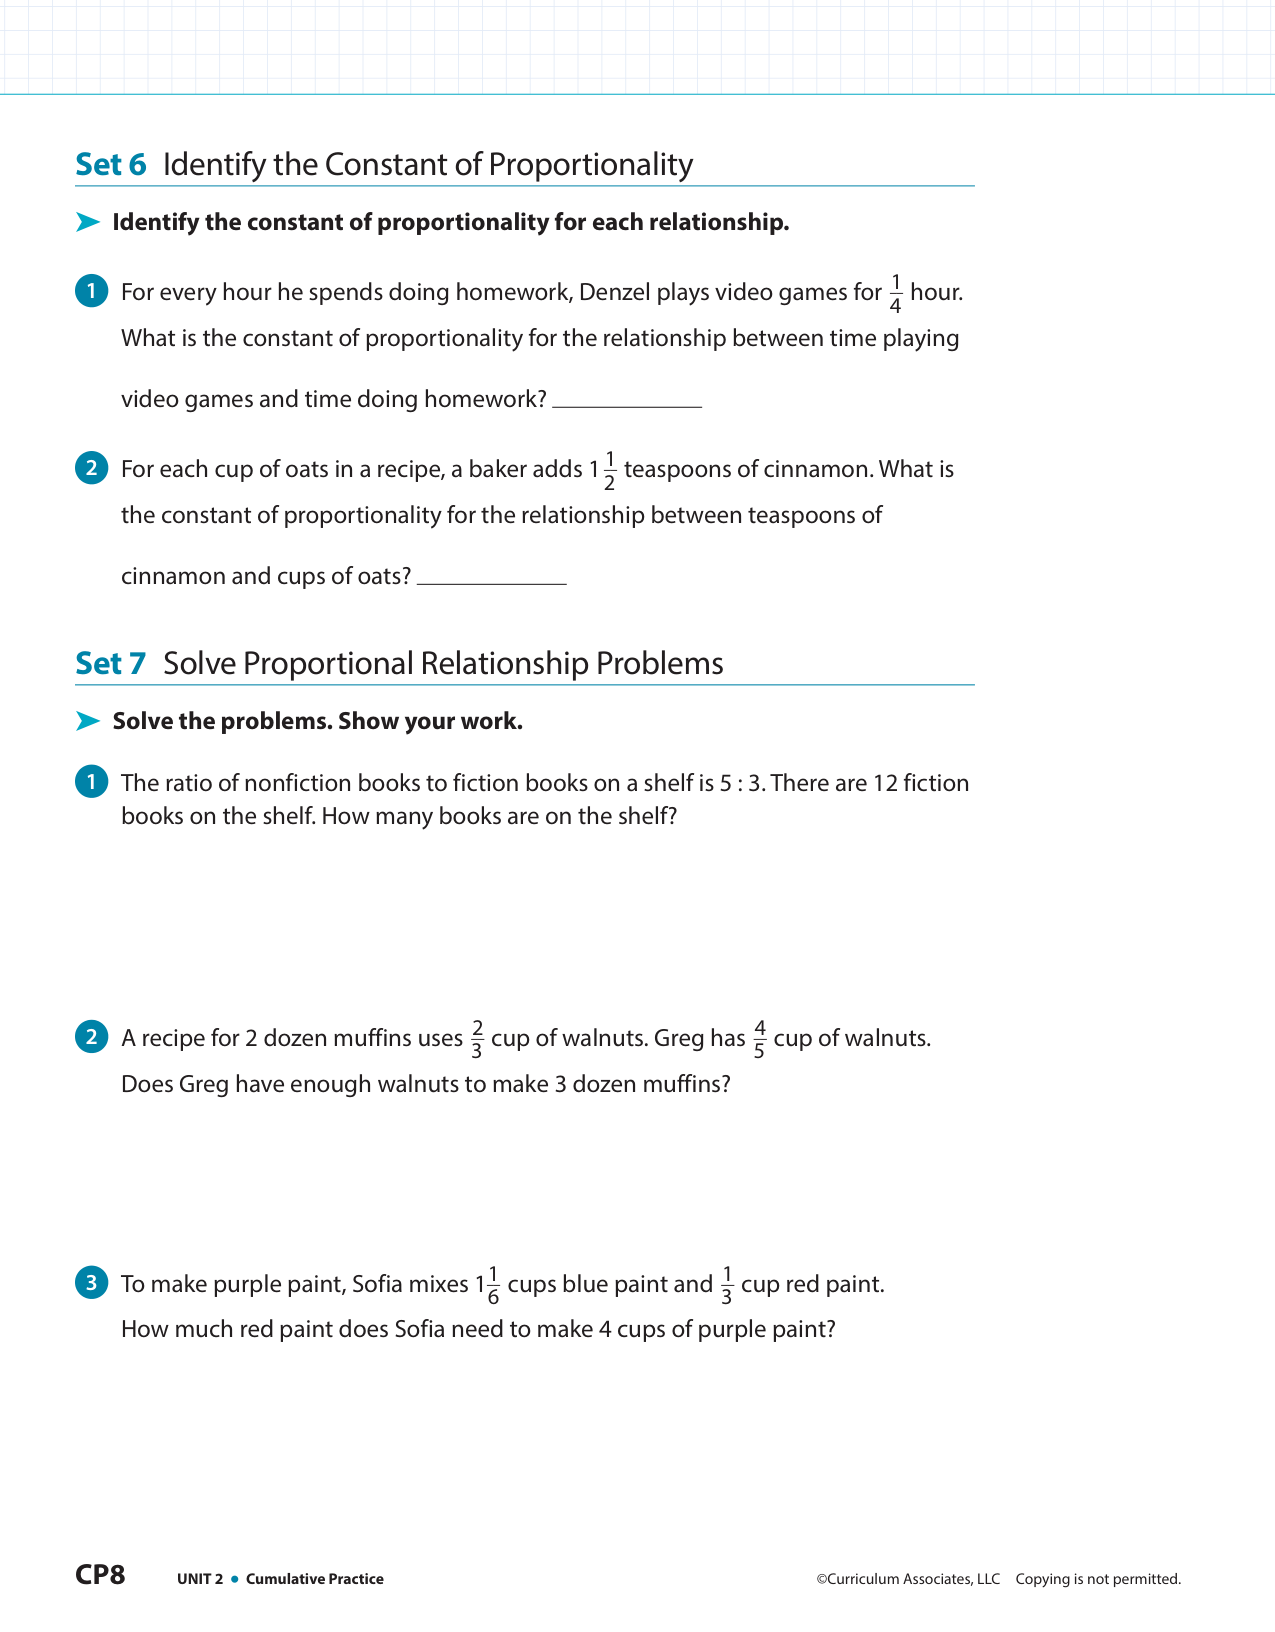 Set 6 Identify the Constant of Proportionality
➤ Identify the constant of proportionality for each relationship.
1 For every hour he spends doing homework, Denzel plays video games for 1/4 hour.
What is the constant of proportionality for the relationship between time playing
video games and time doing homework?
2 For each cup of oats in a recipe, a baker adds 1 1/2 teaspoons of cinnamon. What is
the constant of proportionality for the relationship between teaspoons of
cinnamon and cups of oats?
Set 7 Solve Proportional Relationship Problems
➤ Solve the problems. Show your work.
1 The ratio of nonfiction books to fiction books on a shelf is 5 : 3. There are 12 fiction
books on the shelf. How many books are on the shelf?
2 A recipe for 2 dozen muffins uses 2/3 cup of walnuts. Greg has 4/5 cup of walnuts.
Does Greg have enough walnuts to make 3 dozen muffins?
3 To make purple paint, Sofia mixes 1 1/6 cups blue paint and 1/3 cup red paint.
How much red paint does Sofia need to make 4 cups of purple paint?
CP8 UNIT 2 • Cumulative Practice ©Curriculum Associates, LLC Copying is not permitted.